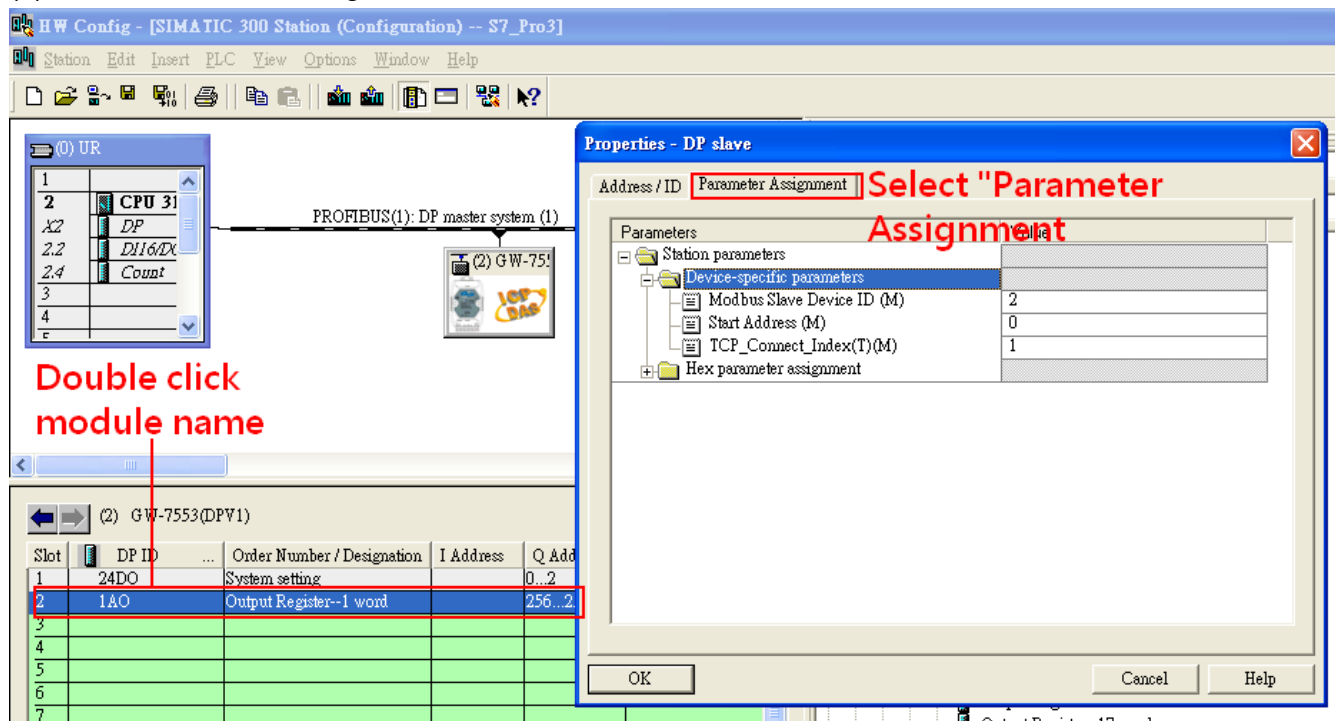 HW Config - [SIMATIC 300 Station (Configuration) -- S7_Pro3]
Station Edit Insert PLC View Options Window Help
(0) UR
1
2 CPU 31
X2 DP
2.2 DI16/DO
2.4 Count
3
4
PROFIBUS(1): DP master system (1)
(2) GW-755
ICP
DAS
Double click
module name
Properties - DP slave
Address / ID Parameter Assignment
Select "Parameter
Assignment
Parameters
Station parameters
Device-specific parameters
Modbus Slave Device ID (M) 2
Start Address (M) 0
TCP_Connect_Index(T)(M) 1
Hex parameter assignment
OK Cancel Help
(2) GW-7553(DPV1)
Slot DP ID ... Order Number / Designation I Address Q Add
1 24DO System setting 0...2
2 1AO Output Register--1 word 256...2
3
4
5
6
7